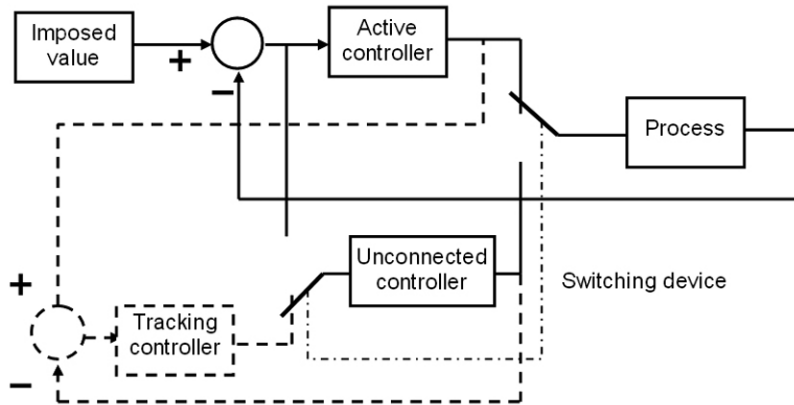 Imposed
value
+
−
Active
controller
Process
Unconnected
controller
Switching device
+
−
Tracking
controller